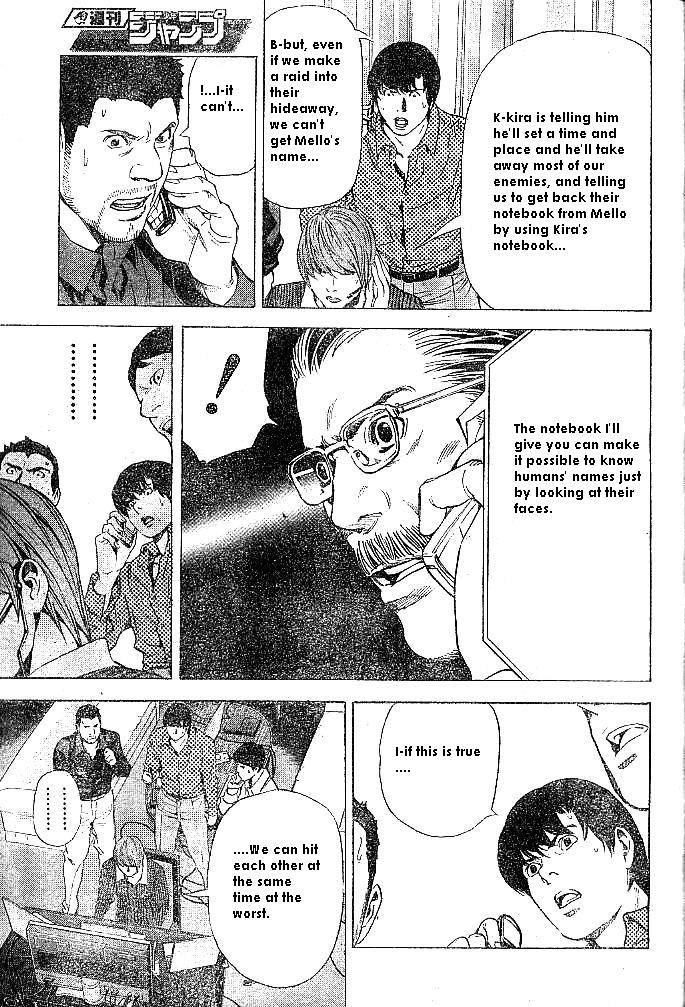 週刊
少年ジャンプ
K-kira is telling him
he'll set a time and
place and he'll take
away most of our
enemies, and telling
us to get back their
notebook from Mello
by using Kira's
notebook...
B-but, even
if we make
a raid into
their
hideaway,
we can't
get Mello's
name...
!...I-it
can't...
The notebook I'll
give you can make
it possible to know
humans' names just
by looking at their
faces.
!
......
......
I-if this is true
....
....We can hit
each other at
the same
time at the
worst.
......